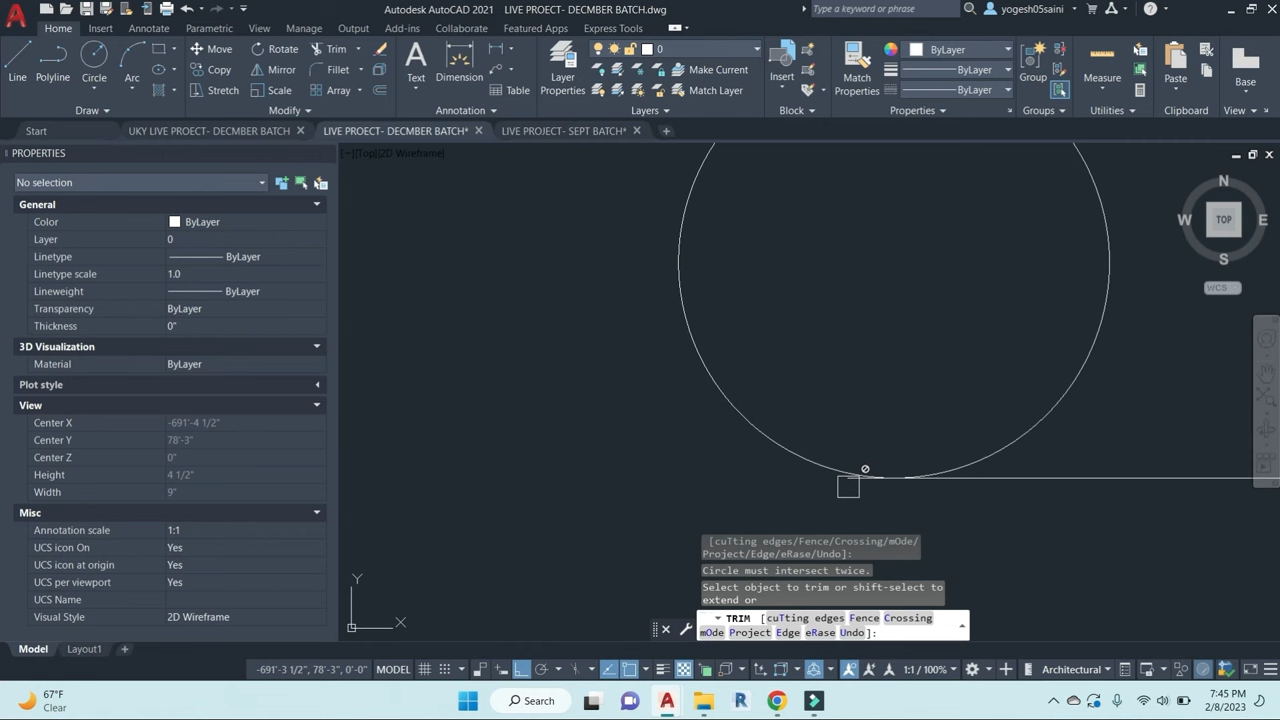 Autodesk AutoCAD 2021 LIVE PROECT- DECMBER BATCH.dwg
Type a keyword or phrase
yogesh05saini
Home Insert Annotate Parametric View Manage Output Add-ins Collaborate Featured Apps Express Tools
Line Polyline Circle Arc
Move Rotate Trim
Copy Mirror Fillet
Stretch Scale Array
Text Dimension Table
Layer Properties
0
Make Current
Match Layer
Insert
Match Properties
ByLayer
ByLayer
ByLayer
Group Measure Paste Base
Draw Modify Annotation Layers Block Properties Groups Utilities Clipboard View
Start UKY LIVE PROECT- DECMBER BATCH LIVE PROECT- DECMBER BATCH* LIVE PROJECT- SEPT BATCH*
PROPERTIES
[−][Top][2D Wireframe]
No selection
General
Color ByLayer
Layer 0
Linetype ByLayer
Linetype scale 1.0
Lineweight ByLayer
Transparency ByLayer
Thickness 0"
3D Visualization
Material ByLayer
Plot style
View
Center X -691'-4 1/2"
Center Y 78'-3"
Center Z 0"
Height 4 1/2"
Width 9"
Misc
Annotation scale 1:1
UCS icon On Yes
UCS icon at origin Yes
UCS per viewport Yes
UCS Name
Visual Style 2D Wireframe
N
W TOP E
S
WCS
Y
X
[cuTting edges/Fence/Crossing/mOde/
Project/Edge/eRase/Undo]:
Circle must intersect twice.
Select object to trim or shift-select to
extend or
TRIM [cuTting edges Fence Crossing
mOde Project Edge eRase Undo]:
Model Layout1
-691'-3 1/2", 78'-3", 0'-0" MODEL 1:1 / 100% Architectural
67°F
Clear
Search
7:45 PM
2/8/2023